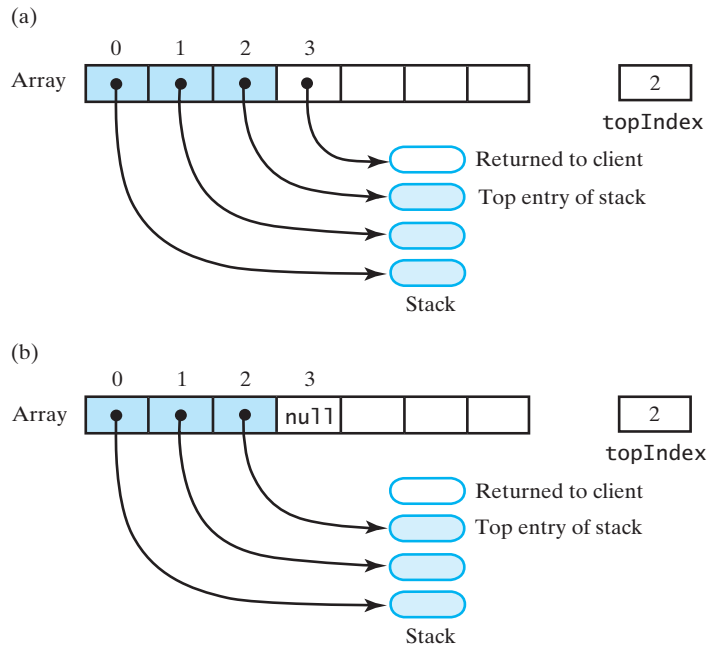 (a)
0 1 2 3
Array
2
topIndex
Returned to client
Top entry of stack
Stack
(b)
0 1 2 3
Array
null
2
topIndex
Returned to client
Top entry of stack
Stack